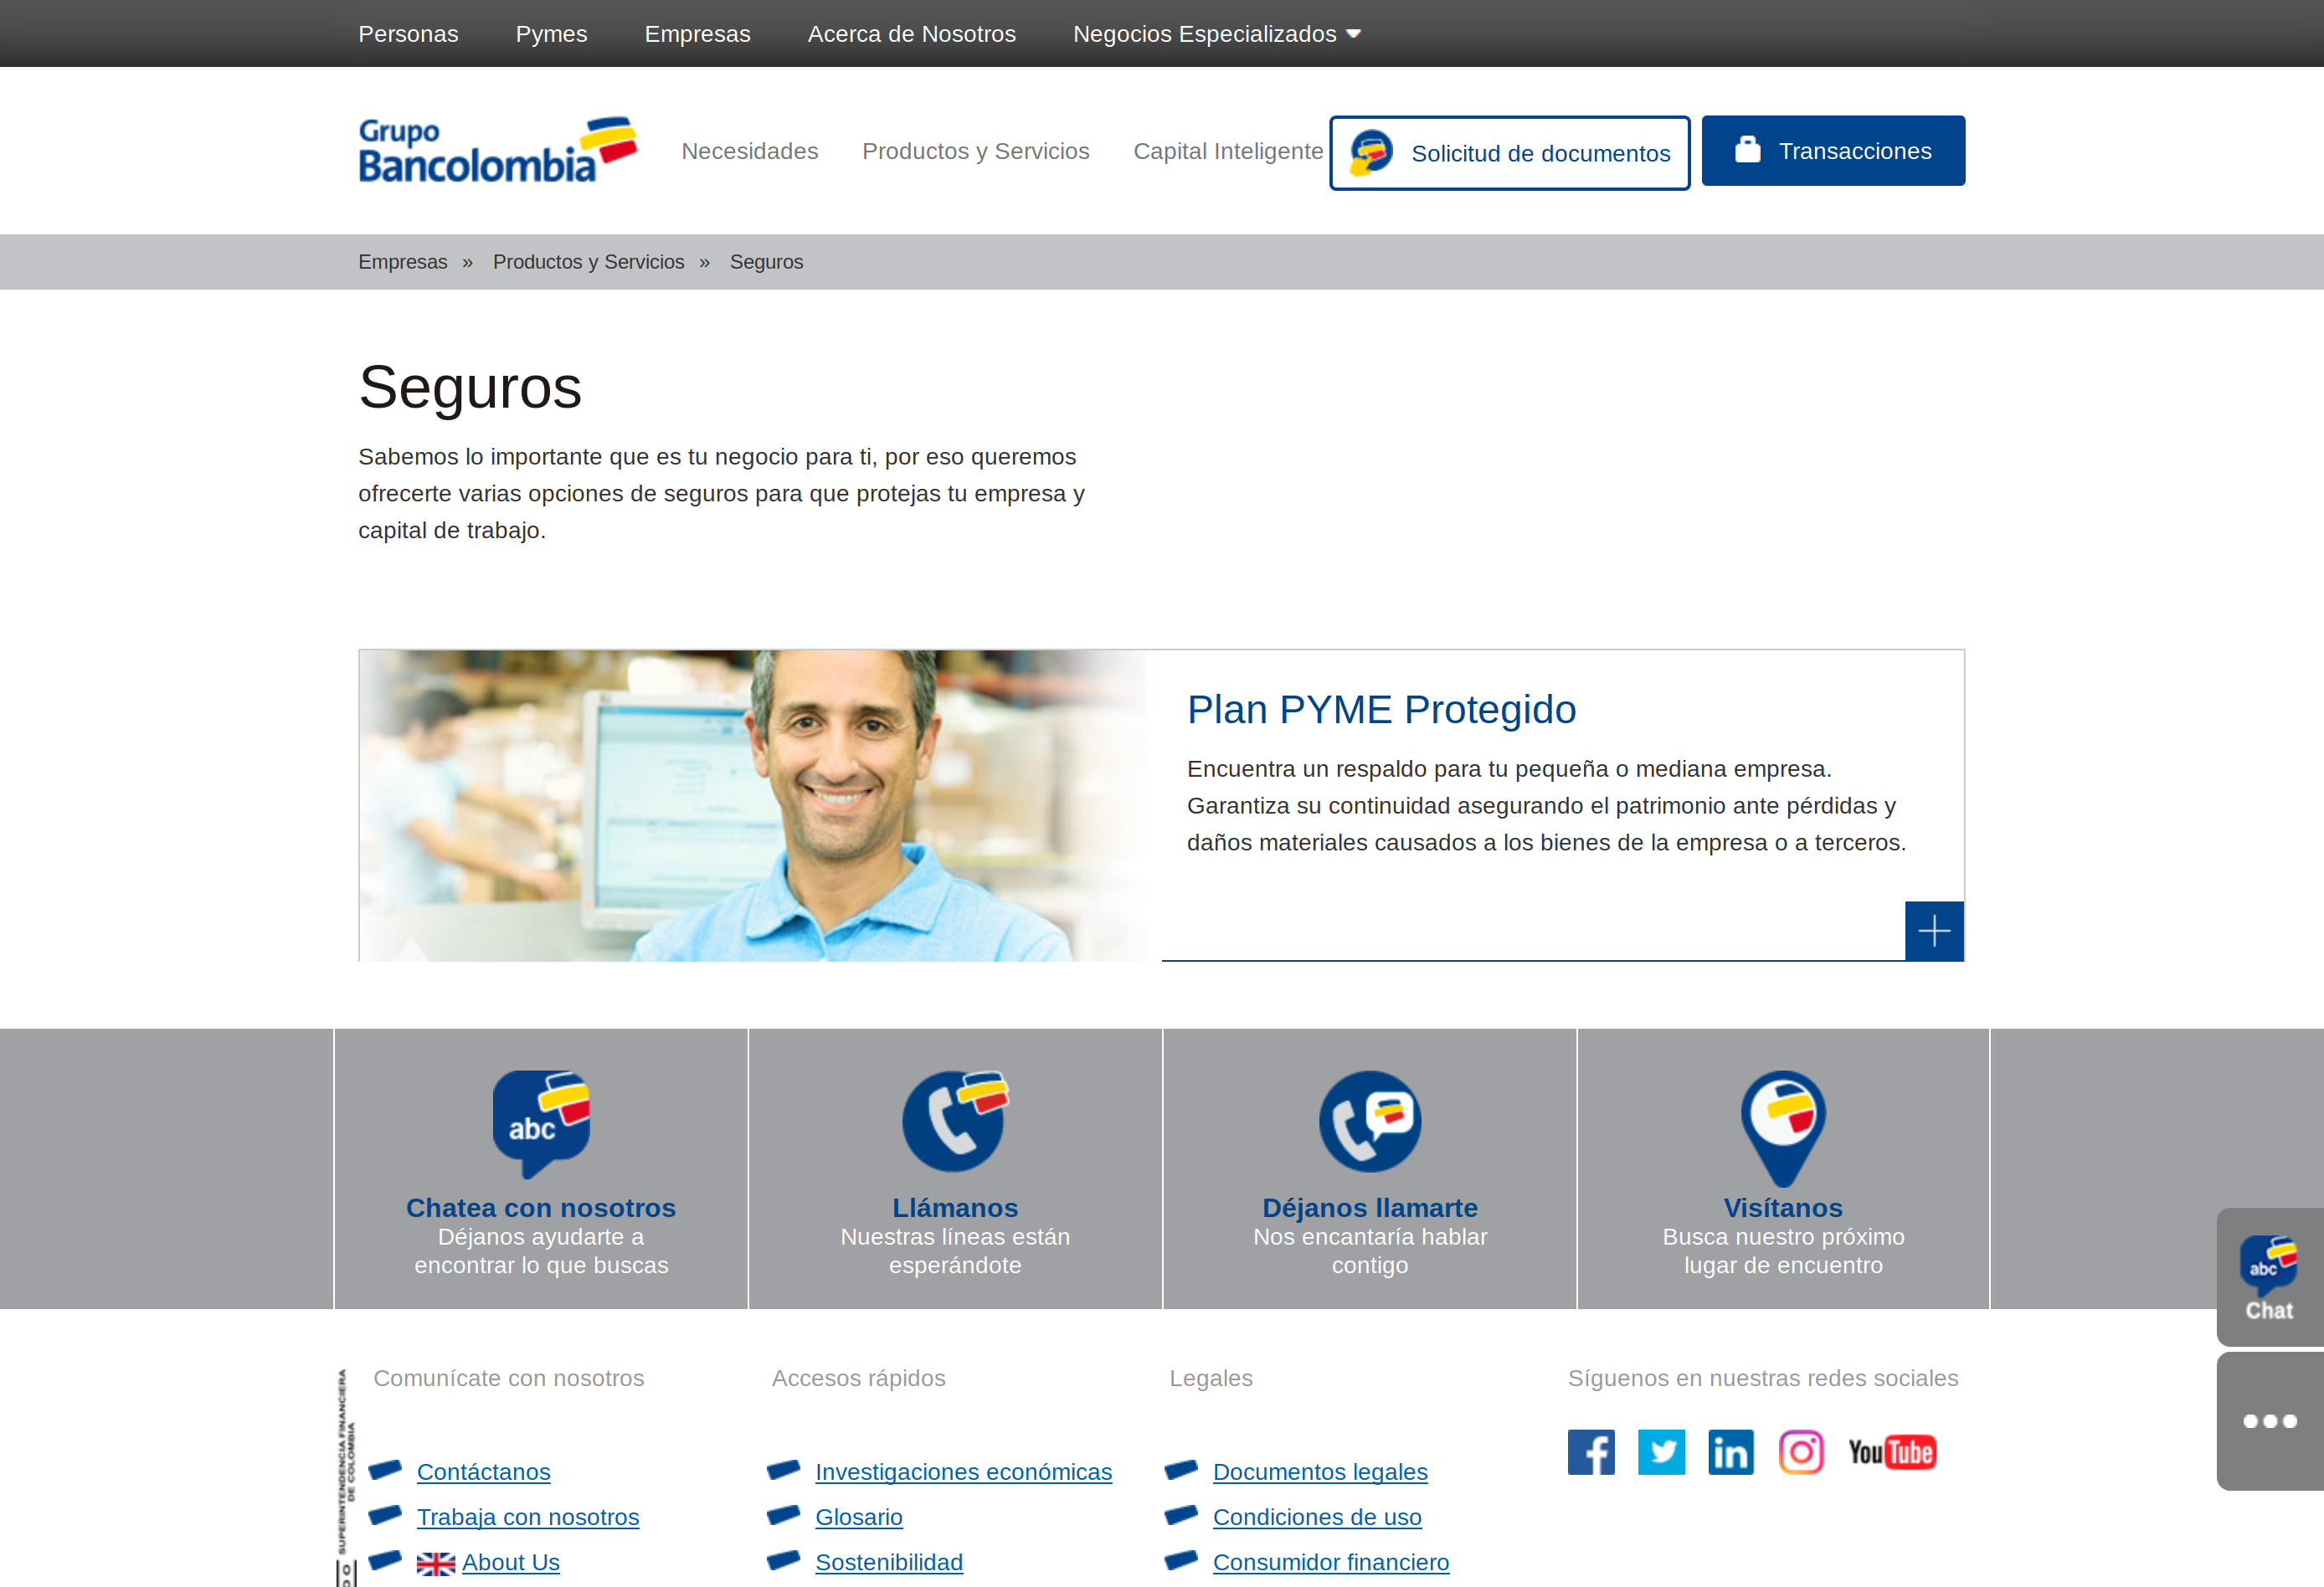 Personas Pymes Empresas Acerca de Nosotros Negocios Especializados
Grupo
Bancolombia
Necesidades Productos y Servicios Capital Inteligente
Solicitud de documentos
Transacciones
Empresas » Productos y Servicios » Seguros
Seguros
Sabemos lo importante que es tu negocio para ti, por eso queremos
ofrecerte varias opciones de seguros para que protejas tu empresa y
capital de trabajo.
Plan PYME Protegido
Encuentra un respaldo para tu pequeña o mediana empresa.
Garantiza su continuidad asegurando el patrimonio ante pérdidas y
daños materiales causados a los bienes de la empresa o a terceros.
abc
Chatea con nosotros
Déjanos ayudarte a
encontrar lo que buscas
Llámanos
Nuestras líneas están
esperándote
Déjanos llamarte
Nos encantaría hablar
contigo
Visítanos
Busca nuestro próximo
lugar de encuentro
abc
Chat
SUPERINTENDENCIA FINANCIERA
DE COLOMBIA
Comunícate con nosotros
Contáctanos
Trabaja con nosotros
About Us
Accesos rápidos
Investigaciones económicas
Glosario
Sostenibilidad
Legales
Documentos legales
Condiciones de uso
Consumidor financiero
Síguenos en nuestras redes sociales
YouTube